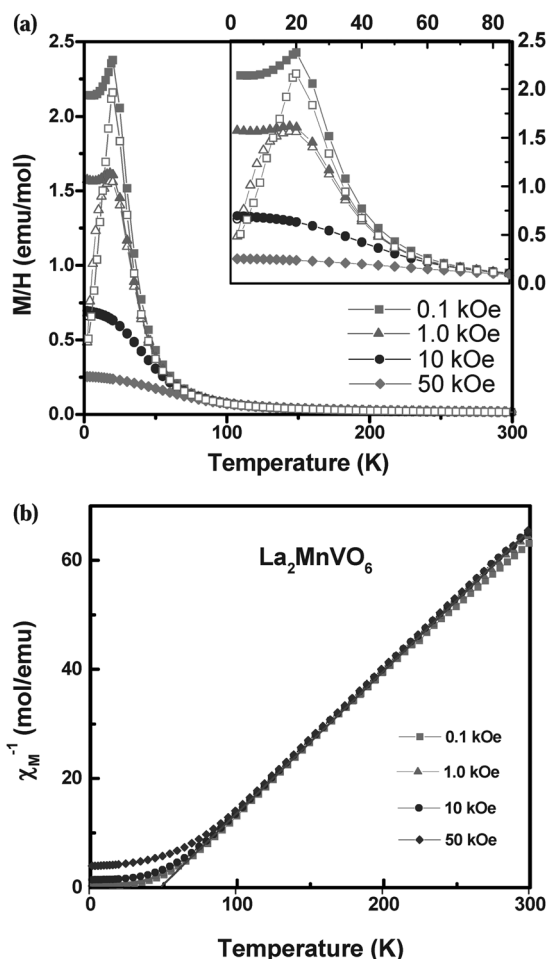 (a)
0 20 40 60 80
2.5 2.5
2.0 2.0
1.5 1.5
1.0 1.0
0.5 0.5
0.0 0.0
M/H (emu/mol)
0.1 kOe
1.0 kOe
10 kOe
50 kOe
0 100 200 300
Temperature (K)
(b)
La₂MnVO₆
60
40
20
0
χ_M⁻¹ (mol/emu)
0.1 kOe
1.0 kOe
10 kOe
50 kOe
0 100 200 300
Temperature (K)